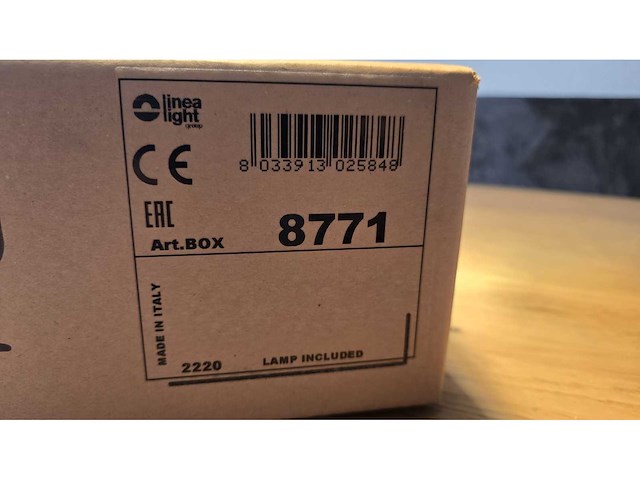 linea
light
group
8 033913 025848
CE
EAC
Art.BOX 8771
MADE IN ITALY
2220 LAMP INCLUDED